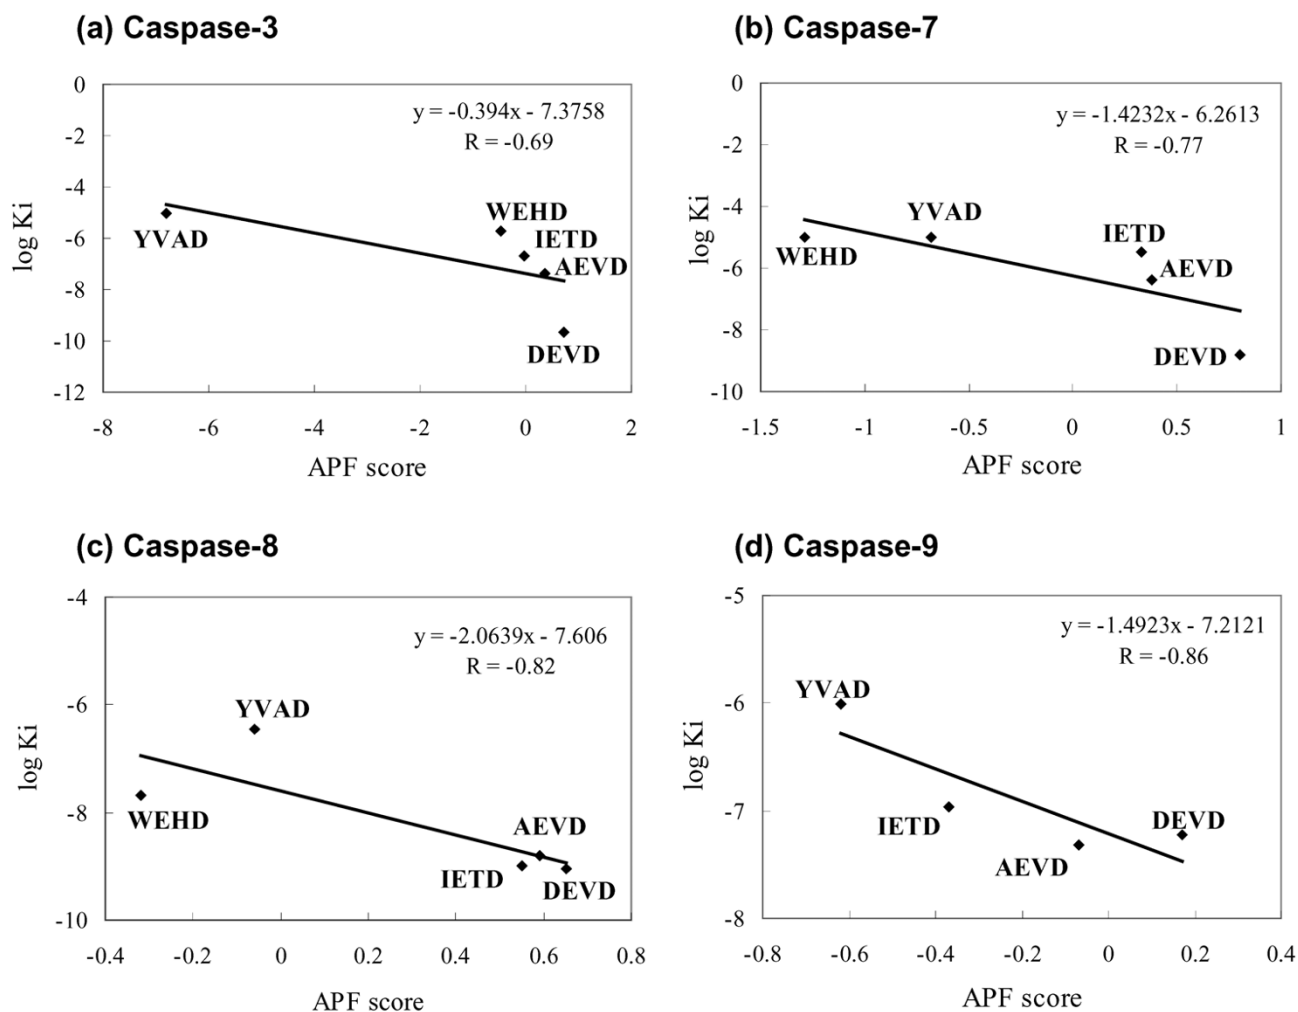 (a) Caspase-3
0
-2
-4
-6
-8
-10
-12
log Ki
y = -0.394x - 7.3758
R = -0.69
YVAD
WEHD
IETD
AEVD
DEVD
-8 -6 -4 -2 0 2
APF score
(b) Caspase-7
0
-2
-4
-6
-8
-10
log Ki
y = -1.4232x - 6.2613
R = -0.77
WEHD
YVAD
IETD
AEVD
DEVD
-1.5 -1 -0.5 0 0.5 1
APF score
(c) Caspase-8
-4
-6
-8
-10
log Ki
y = -2.0639x - 7.606
R = -0.82
YVAD
WEHD
AEVD
IETD
DEVD
-0.4 -0.2 0 0.2 0.4 0.6 0.8
APF score
(d) Caspase-9
-5
-6
-7
-8
log Ki
y = -1.4923x - 7.2121
R = -0.86
YVAD
IETD
AEVD
DEVD
-0.8 -0.6 -0.4 -0.2 0 0.2 0.4
APF score